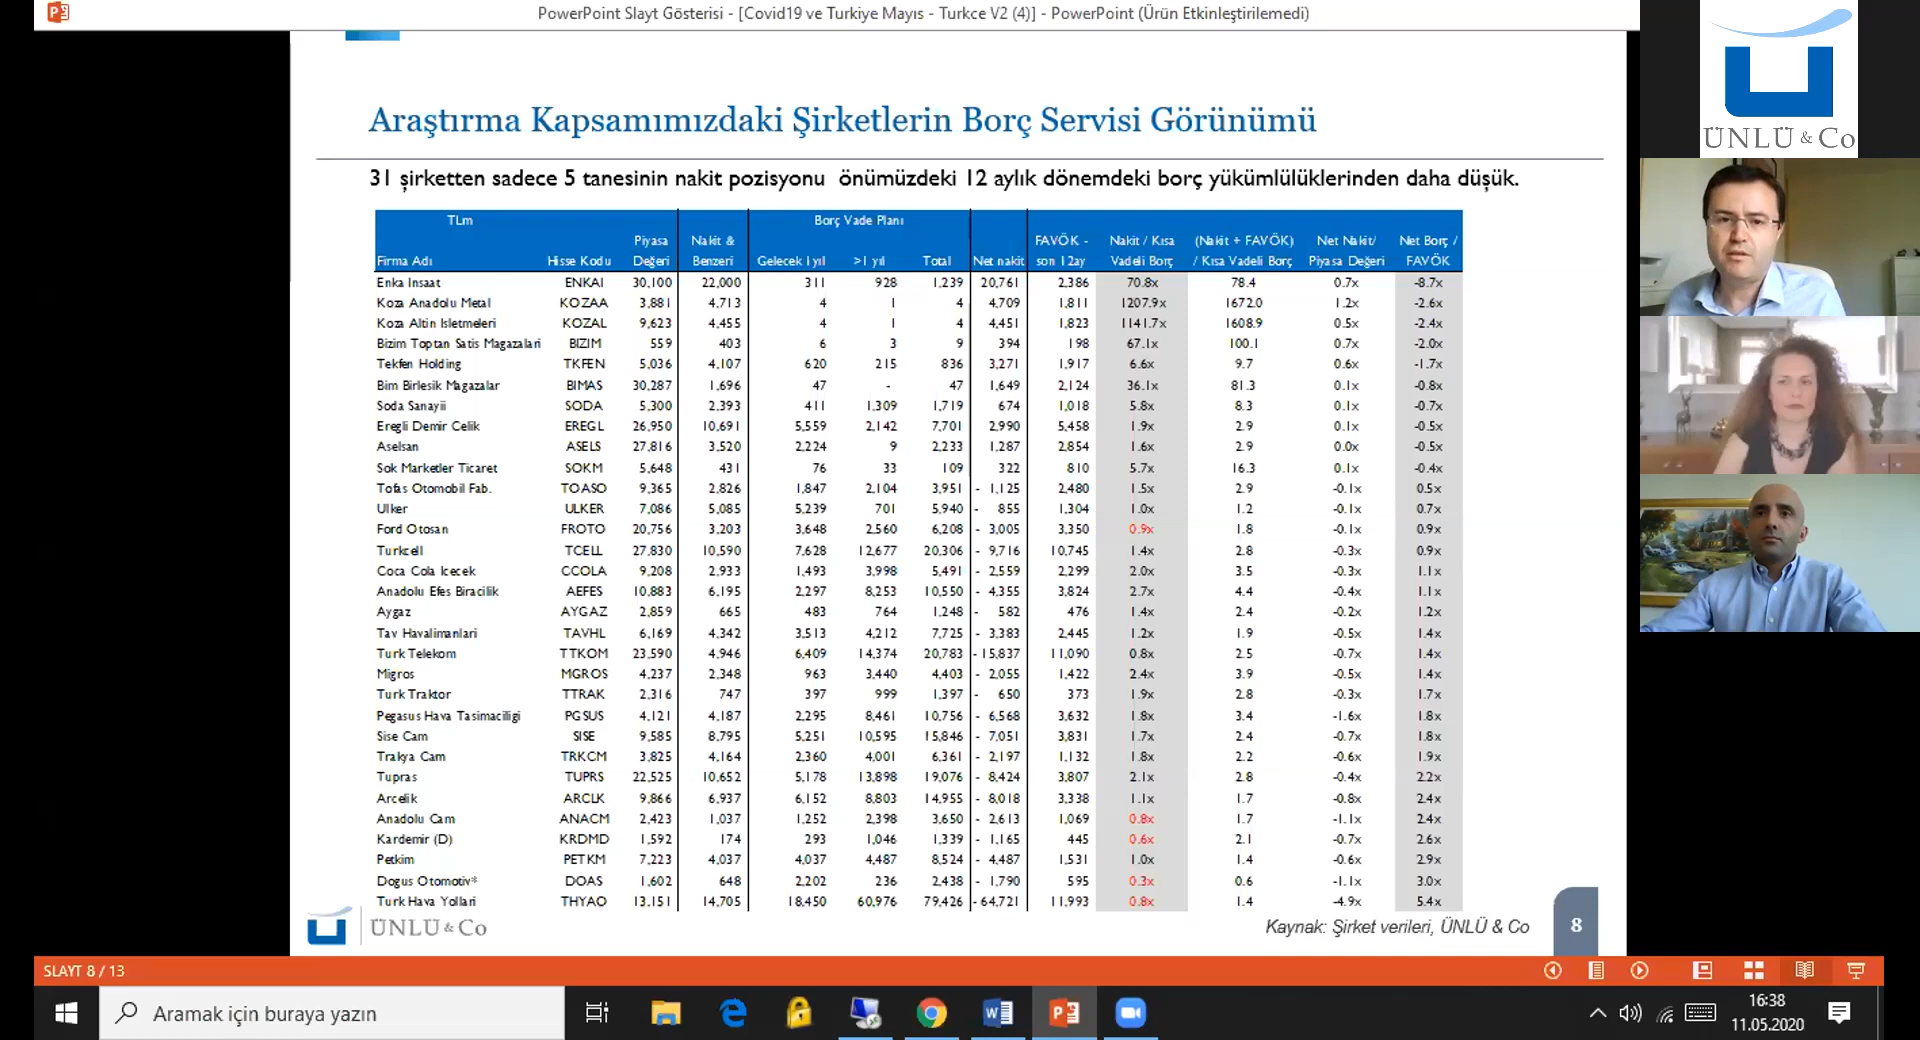 PowerPoint Slayt Gösterisi - [Covid19 ve Turkiye Mayıs - Turkce V2 (4)] - PowerPoint (Ürün Etkinleştirilemedi)
ÜNLÜ & Co
Araştırma Kapsamımızdaki Şirketlerin Borç Servisi Görünümü
31 şirketten sadece 5 tanesinin nakit pozisyonu önümüzdeki 12 aylık dönemdeki borç yükümlülüklerinden daha düşük.
TLm Borç Vade Planı
Piyasa Nakit & FAVÖK - Nakit / Kısa (Nakit + FAVÖK) Net Nakit/ Net Borç /
Firma Adı Hisse Kodu Değeri Benzeri Gelecek 1 yıl >1 yıl Total Net nakit son 12ay Vadeli Borç / Kısa Vadeli Borç Piyasa Değeri FAVÖK
Enka Insaat ENKAI 30,100 22,000 311 928 1,239 20,761 2,386 70.8x 78.4 0.7x -8.7x
Koza Anadolu Metal KOZAA 3,881 4,713 4 1 4 4,709 1,811 1207.9x 1672.0 1.2x -2.6x
Koza Altin Isletmeleri KOZAL 9,623 4,455 4 1 4 4,451 1,823 1141.7x 1608.9 0.5x -2.4x
Bizim Toptan Satis Magazalari BIZIM 559 403 6 3 9 394 198 67.1x 100.1 0.7x -2.0x
Tekfen Holding TKFEN 5,036 4,107 620 215 836 3,271 1,917 6.6x 9.7 0.6x -1.7x
Bim Birlesik Magazalar BIMAS 30,287 1,696 47 - 47 1,649 2,124 36.1x 81.3 0.1x -0.8x
Soda Sanayii SODA 5,300 2,393 411 1,309 1,719 674 1,018 5.8x 8.3 0.1x -0.7x
Eregli Demir Celik EREGL 26,950 10,691 5,559 2,142 7,701 2,990 5,458 1.9x 2.9 0.1x -0.5x
Aselsan ASELS 27,816 3,520 2,224 9 2,233 1,287 2,854 1.6x 2.9 0.0x -0.5x
Sok Marketler Ticaret SOKM 5,648 431 76 33 109 322 810 5.7x 16.3 0.1x -0.4x
Tofas Otomobil Fab. TOASO 9,365 2,826 1,847 2,104 3,951 - 1,125 2,480 1.5x 2.9 -0.1x 0.5x
Ulker ULKER 7,086 5,085 5,239 701 5,940 - 855 1,304 1.0x 1.2 -0.1x 0.7x
Ford Otosan FROTO 20,756 3,203 3,648 2,560 6,208 - 3,005 3,350 0.9x 1.8 -0.1x 0.9x
Turkcell TCELL 27,830 10,590 7,628 12,677 20,306 - 9,716 10,745 1.4x 2.8 -0.3x 0.9x
Coca Cola Icecek CCOLA 9,208 2,933 1,493 3,998 5,491 - 2,559 2,299 2.0x 3.5 -0.3x 1.1x
Anadolu Efes Biracilik AEFES 10,883 6,195 2,297 8,253 10,550 - 4,355 3,824 2.7x 4.4 -0.4x 1.1x
Aygaz AYGAZ 2,859 665 483 764 1,248 - 582 476 1.4x 2.4 -0.2x 1.2x
Tav Havalimanlari TAVHL 6,169 4,342 3,513 4,212 7,725 - 3,383 2,445 1.2x 1.9 -0.5x 1.4x
Turk Telekom TTKOM 23,590 4,946 6,409 14,374 20,783 - 15,837 11,090 0.8x 2.5 -0.7x 1.4x
Migros MGROS 4,237 2,348 963 3,440 4,403 - 2,055 1,422 2.4x 3.9 -0.5x 1.4x
Turk Traktor TTRAK 2,316 747 397 999 1,397 - 650 373 1.9x 2.8 -0.3x 1.7x
Pegasus Hava Tasimaciligi PGSUS 4,121 4,187 2,295 8,461 10,756 - 6,568 3,632 1.8x 3.4 -1.6x 1.8x
Sise Cam SISE 9,585 8,795 5,251 10,595 15,846 - 7,051 3,831 1.7x 2.4 -0.7x 1.8x
Trakya Cam TRKCM 3,825 4,164 2,360 4,001 6,361 - 2,197 1,132 1.8x 2.2 -0.6x 1.9x
Tupras TUPRS 22,525 10,652 5,178 13,898 19,076 - 8,424 3,807 2.1x 2.8 -0.4x 2.2x
Arcelik ARCLK 9,866 6,937 6,152 8,803 14,955 - 8,018 3,338 1.1x 1.7 -0.8x 2.4x
Anadolu Cam ANACM 2,423 1,037 1,252 2,398 3,650 - 2,613 1,069 0.8x 1.7 -1.1x 2.4x
Kardemir (D) KRDMD 1,592 174 293 1,046 1,339 - 1,165 445 0.6x 2.1 -0.7x 2.6x
Petkim PETKM 7,223 4,037 4,037 4,487 8,524 - 4,487 1,531 1.0x 1.4 -0.6x 2.9x
Dogus Otomotiv* DOAS 1,602 648 2,202 236 2,438 - 1,790 595 0.3x 0.6 -1.1x 3.0x
Turk Hava Yollari THYAO 13,151 14,705 18,450 60,976 79,426 - 64,721 11,993 0.8x 1.4 -4.9x 5.4x
ÜNLÜ & Co
Kaynak: Şirket verileri, ÜNLÜ & Co
8
SLAYT 8 / 13
Aramak için buraya yazın
16:38
11.05.2020